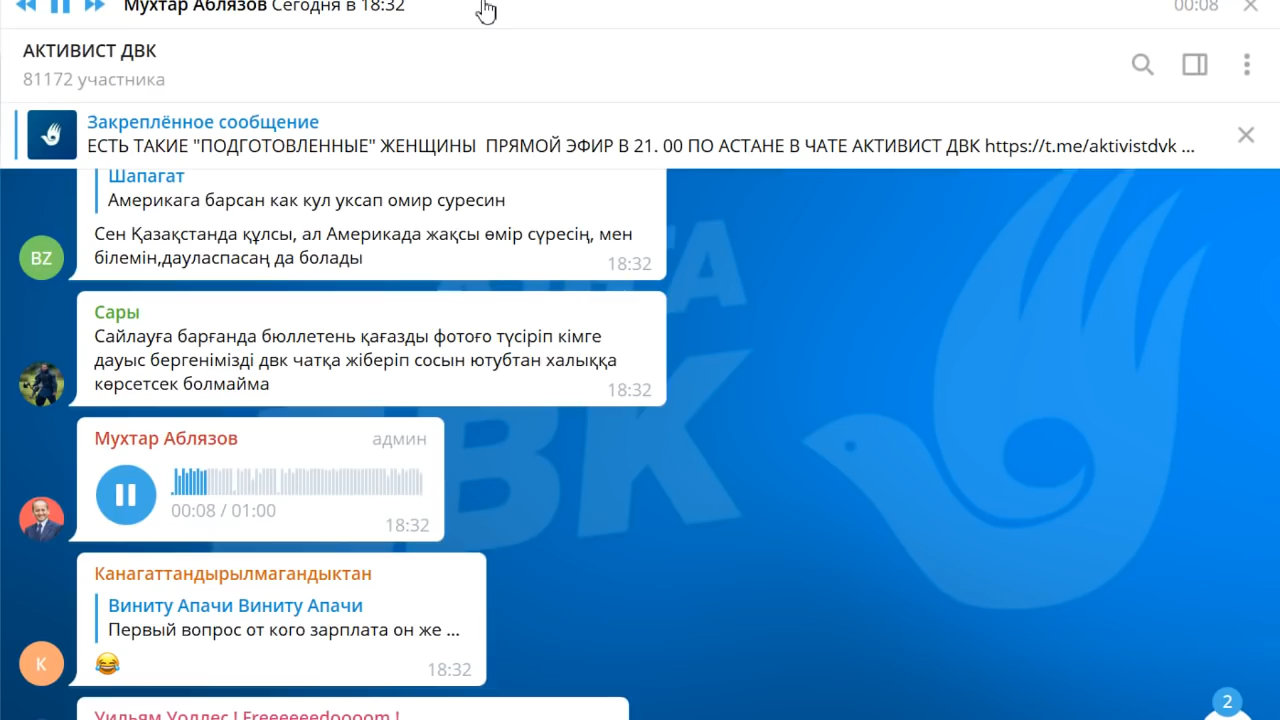 Мухтар Аблязов Сегодня в 18:32
00:08
АКТИВИСТ ДВК
81172 участника
Закреплённое сообщение
ЕСТЬ ТАКИЕ "ПОДГОТОВЛЕННЫЕ" ЖЕНЩИНЫ ПРЯМОЙ ЭФИР В 21. 00 ПО АСТАНЕ В ЧАТЕ АКТИВИСТ ДВК https://t.me/aktivistdvk ...
Шапагат
Америкага барсан как кул уксап омир суресин
Сен Қазақстанда құлсы, ал Америкада жақсы өмір сүресің, мен
білемін,дауласпасаң да болады
18:32
BZ
Сары
Сайлауға барғанда бюллетень қағазды фотоғо түсіріп кімге
дауыс бергенімізді двк чатқа жіберіп сосын ютубтан халыққа
көрсетсек болмайма
18:32
Мухтар Аблязов админ
00:08 / 01:00
18:32
Канагаттандырылмагандыктан
Виниту Апачи Виниту Апачи
Первый вопрос от кого зарплата он же ...
😂
18:32
К
Уильям Уоллес ! Freeeeeedoooom !
2
ДВК